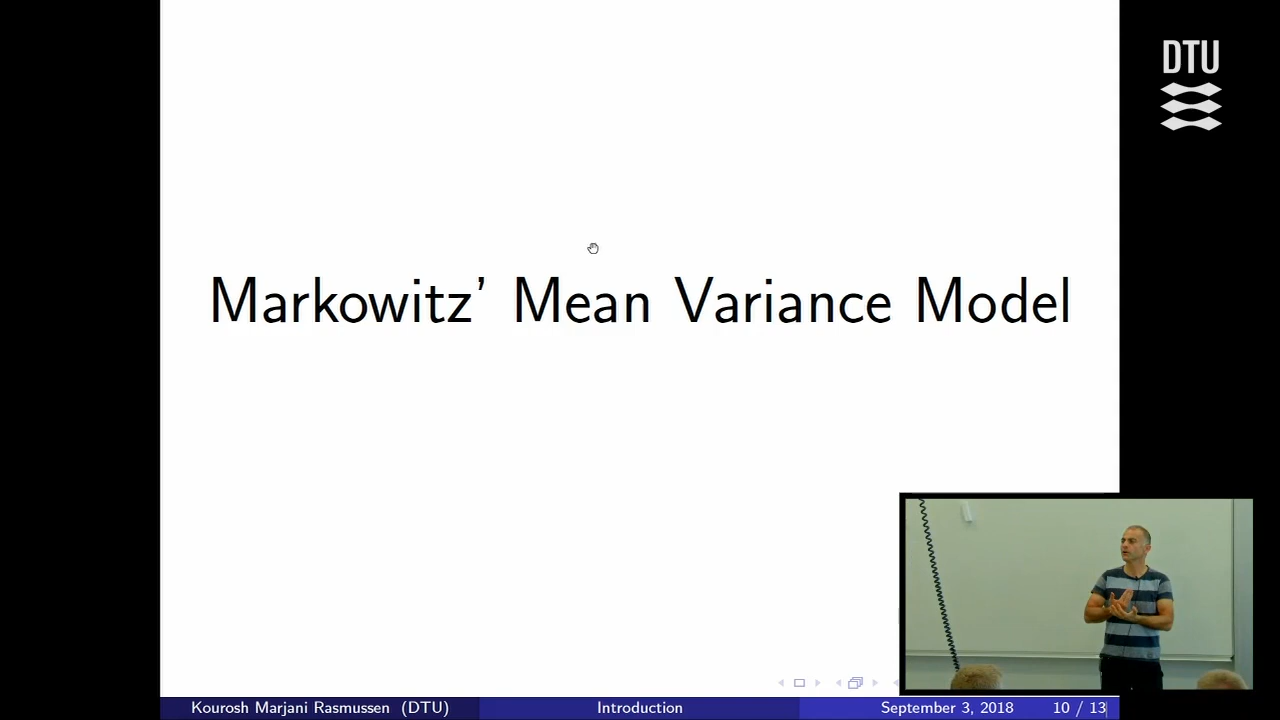 DTU
Markowitz’ Mean Variance Model
Kourosh Marjani Rasmussen (DTU) Introduction September 3, 2018 10 / 13